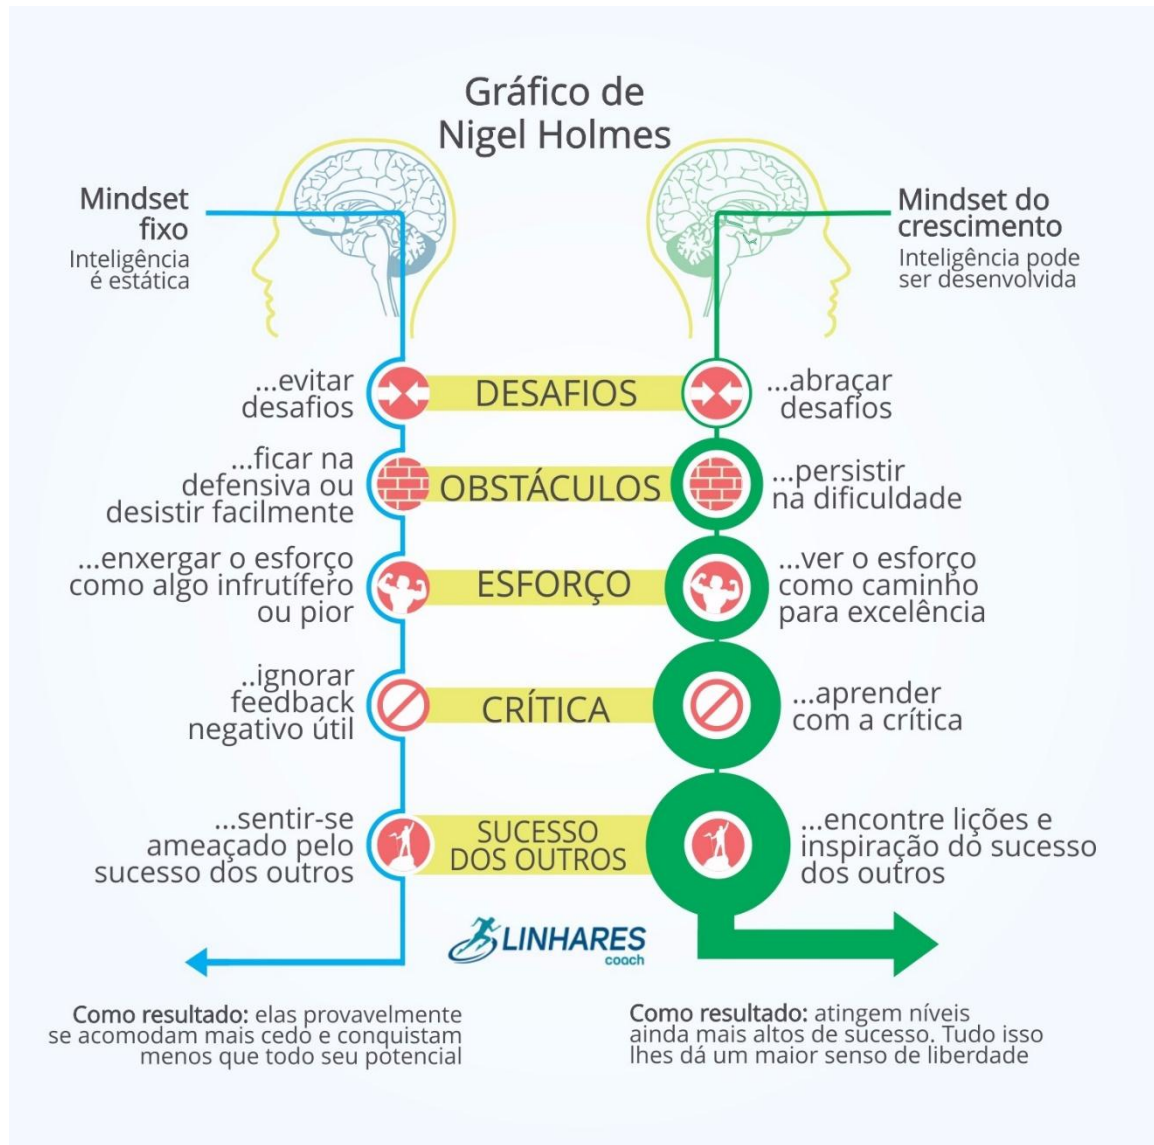 Gráfico de
Nigel Holmes
Mindset
fixo
Inteligência
é estática
Mindset do
crescimento
Inteligência pode
ser desenvolvida
...evitar
desafios
DESAFIOS
...abraçar
desafios
...ficar na
defensiva ou
desistir facilmente
OBSTÁCULOS
...persistir
na dificuldade
...enxergar o esforço
como algo infrutífero
ou pior
ESFORÇO
...ver o esforço
como caminho
para excelência
..ignorar
feedback
negativo útil
CRÍTICA
...aprender
com a crítica
...sentir-se
ameaçado pelo
sucesso dos outros
SUCESSO
DOS OUTROS
...encontre lições e
inspiração do sucesso
dos outros
LINHARES
coach
Como resultado: elas provavelmente
se acomodam mais cedo e conquistam
menos que todo seu potencial
Como resultado: atingem níveis
ainda mais altos de sucesso. Tudo isso
lhes dá um maior senso de liberdade